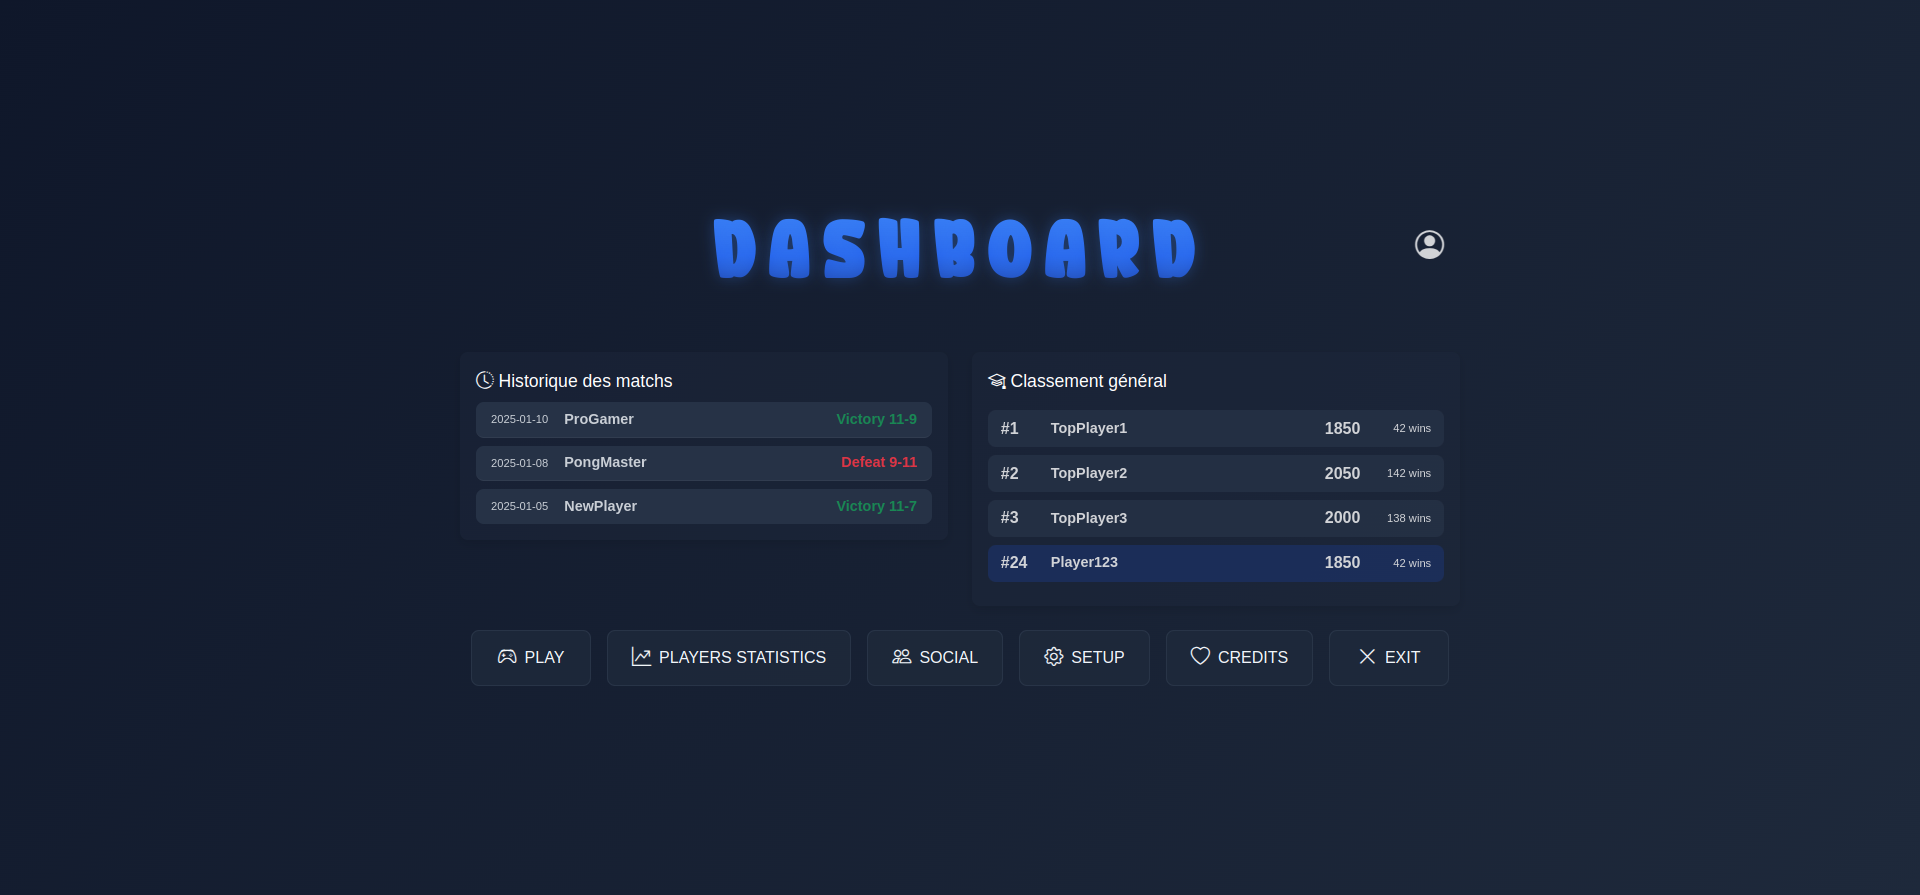 DASHBOARD
Historique des matchs
2025-01-10 ProGamer Victory 11-9
2025-01-08 PongMaster Defeat 9-11
2025-01-05 NewPlayer Victory 11-7
Classement général
#1 TopPlayer1 1850 42 wins
#2 TopPlayer2 2050 142 wins
#3 TopPlayer3 2000 138 wins
#24 Player123 1850 42 wins
PLAY PLAYERS STATISTICS SOCIAL SETUP CREDITS EXIT